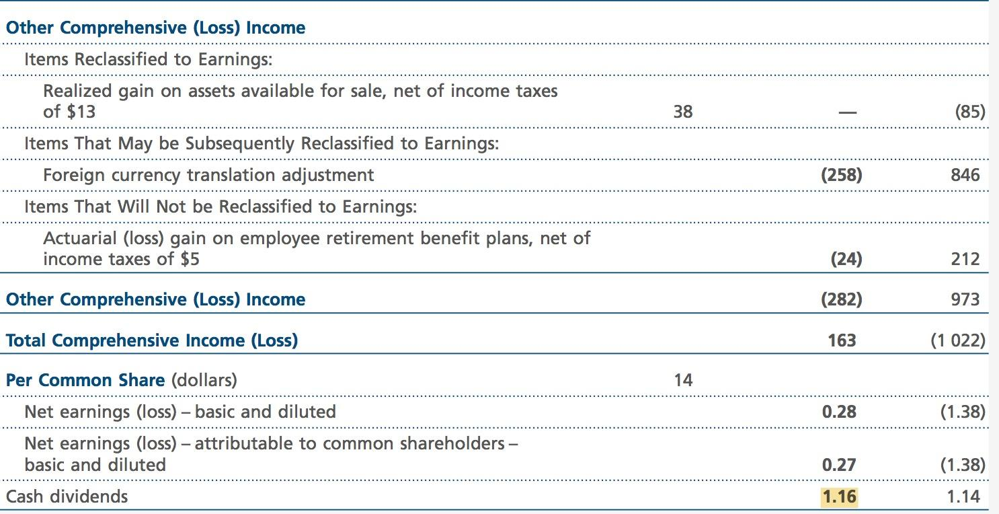 Other Comprehensive (Loss) Income
Items Reclassified to Earnings:
Realized gain on assets available for sale, net of income taxes
of $13 38 — (85)
Items That May be Subsequently Reclassified to Earnings:
Foreign currency translation adjustment (258) 846
Items That Will Not be Reclassified to Earnings:
Actuarial (loss) gain on employee retirement benefit plans, net of
income taxes of $5 (24) 212
Other Comprehensive (Loss) Income (282) 973
Total Comprehensive Income (Loss) 163 (1 022)
Per Common Share (dollars) 14
Net earnings (loss) – basic and diluted 0.28 (1.38)
Net earnings (loss) – attributable to common shareholders –
basic and diluted 0.27 (1.38)
Cash dividends 1.16 1.14